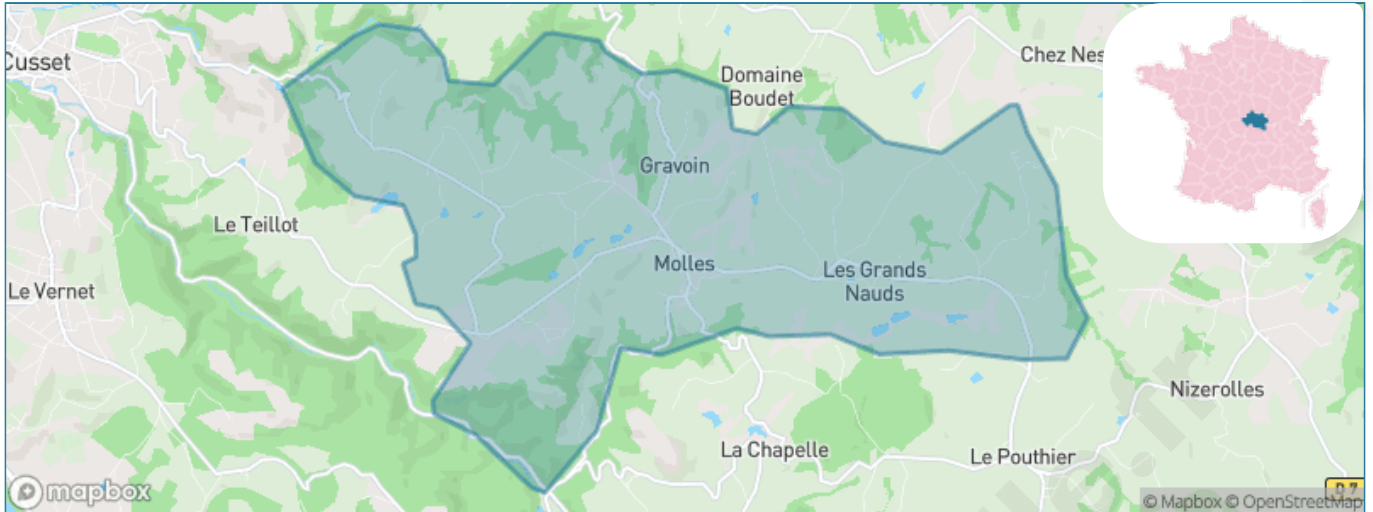 Cusset
Chez Nes
Domaine
Boudet
Gravoin
Le Teillot
Molles
Les Grands
Nauds
Le Vernet
Nizerolles
La Chapelle
Le Pouthier
mapbox
D 7
© Mapbox © OpenStreetMap